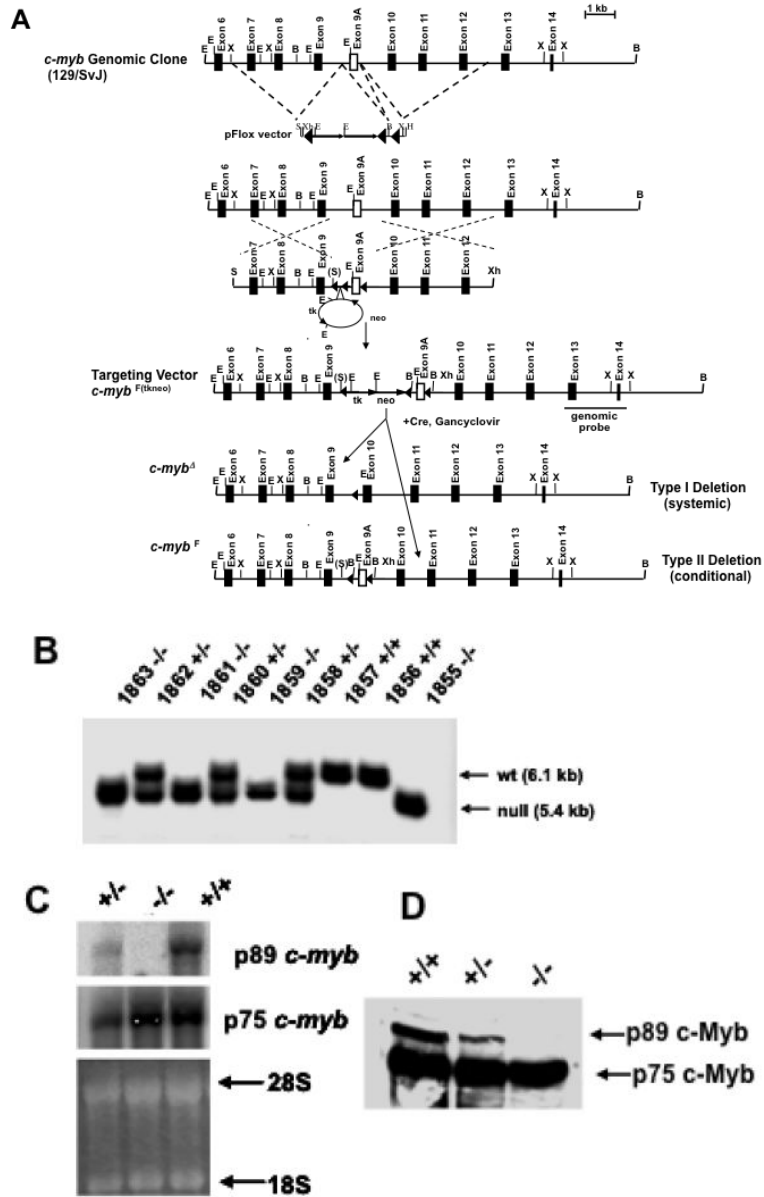 A
1 kb
Exon 6 Exon 7 Exon 8 Exon 9 Exon 9A Exon 10 Exon 11 Exon 12 Exon 13 Exon 14
c-myb Genomic Clone
(129/SvJ)
E E X E X B E E X X B
pFlox vector
S Xh E E B X H
Exon 6 Exon 7 Exon 8 Exon 9 Exon 9A Exon 10 Exon 11 Exon 12 Exon 13 Exon 14
E E X E X B E E X X B
Exon 7 Exon 8 Exon 9 Exon 9A Exon 10 Exon 11 Exon 12
S E X B E (S) E Xh
E
tk neo
E
Exon 6 Exon 7 Exon 8 Exon 9 Exon 9A Exon 10 Exon 11 Exon 12 Exon 13 Exon 14
Targeting Vector
c-myb F(tkneo)
E E X E X B E (S) E E B E B Xh X X B
tk neo
genomic
probe
+Cre, Gancyclovir
Exon 6 Exon 7 Exon 8 Exon 9 Exon 10 Exon 11 Exon 12 Exon 13 Exon 14
c-myb Δ
E E X E X B E E X X B
Type I Deletion
(systemic)
Exon 6 Exon 7 Exon 8 Exon 9 Exon 9A Exon 10 Exon 11 Exon 12 Exon 13 Exon 14
c-myb F
E E X E X B E (S) B E B Xh X X B
Type II Deletion
(conditional)
B
1863 -/- 1862 +/- 1861 -/- 1860 +/- 1859 -/- 1858 +/- 1857 +/+ 1856 +/+ 1855 -/-
wt (6.1 kb)
null (5.4 kb)
C
+/- -/- +/+
p89 c-myb
p75 c-myb
28S
18S
D
+/+ +/- -/-
p89 c-Myb
p75 c-Myb